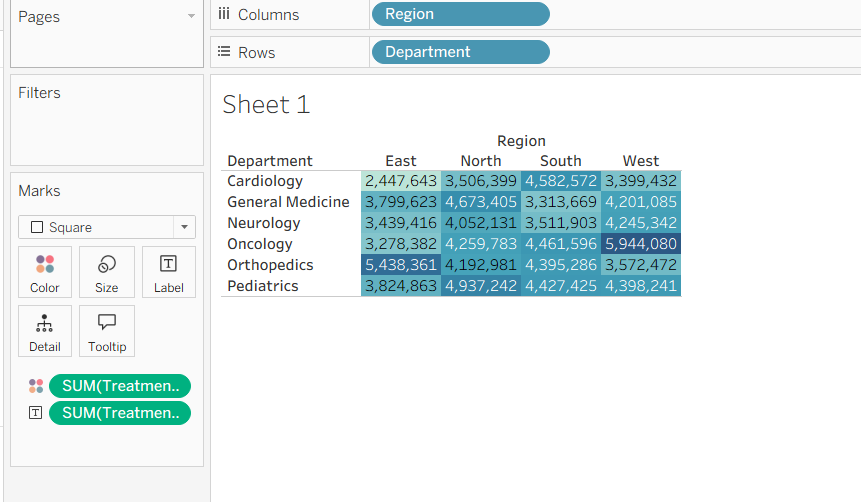 Pages
Columns Region
Rows Department
Filters
Marks
Square
Color Size Label
Detail Tooltip
SUM(Treatmen..
SUM(Treatmen..
Sheet 1
Region
Department East North South West
Cardiology 2,447,643 3,506,399 4,582,572 3,399,432
General Medicine 3,799,623 4,673,405 3,313,669 4,201,085
Neurology 3,439,416 4,052,131 3,511,903 4,245,342
Oncology 3,278,382 4,259,783 4,461,596 5,944,080
Orthopedics 5,438,361 4,192,981 4,395,286 3,572,472
Pediatrics 3,824,863 4,937,242 4,427,425 4,398,241